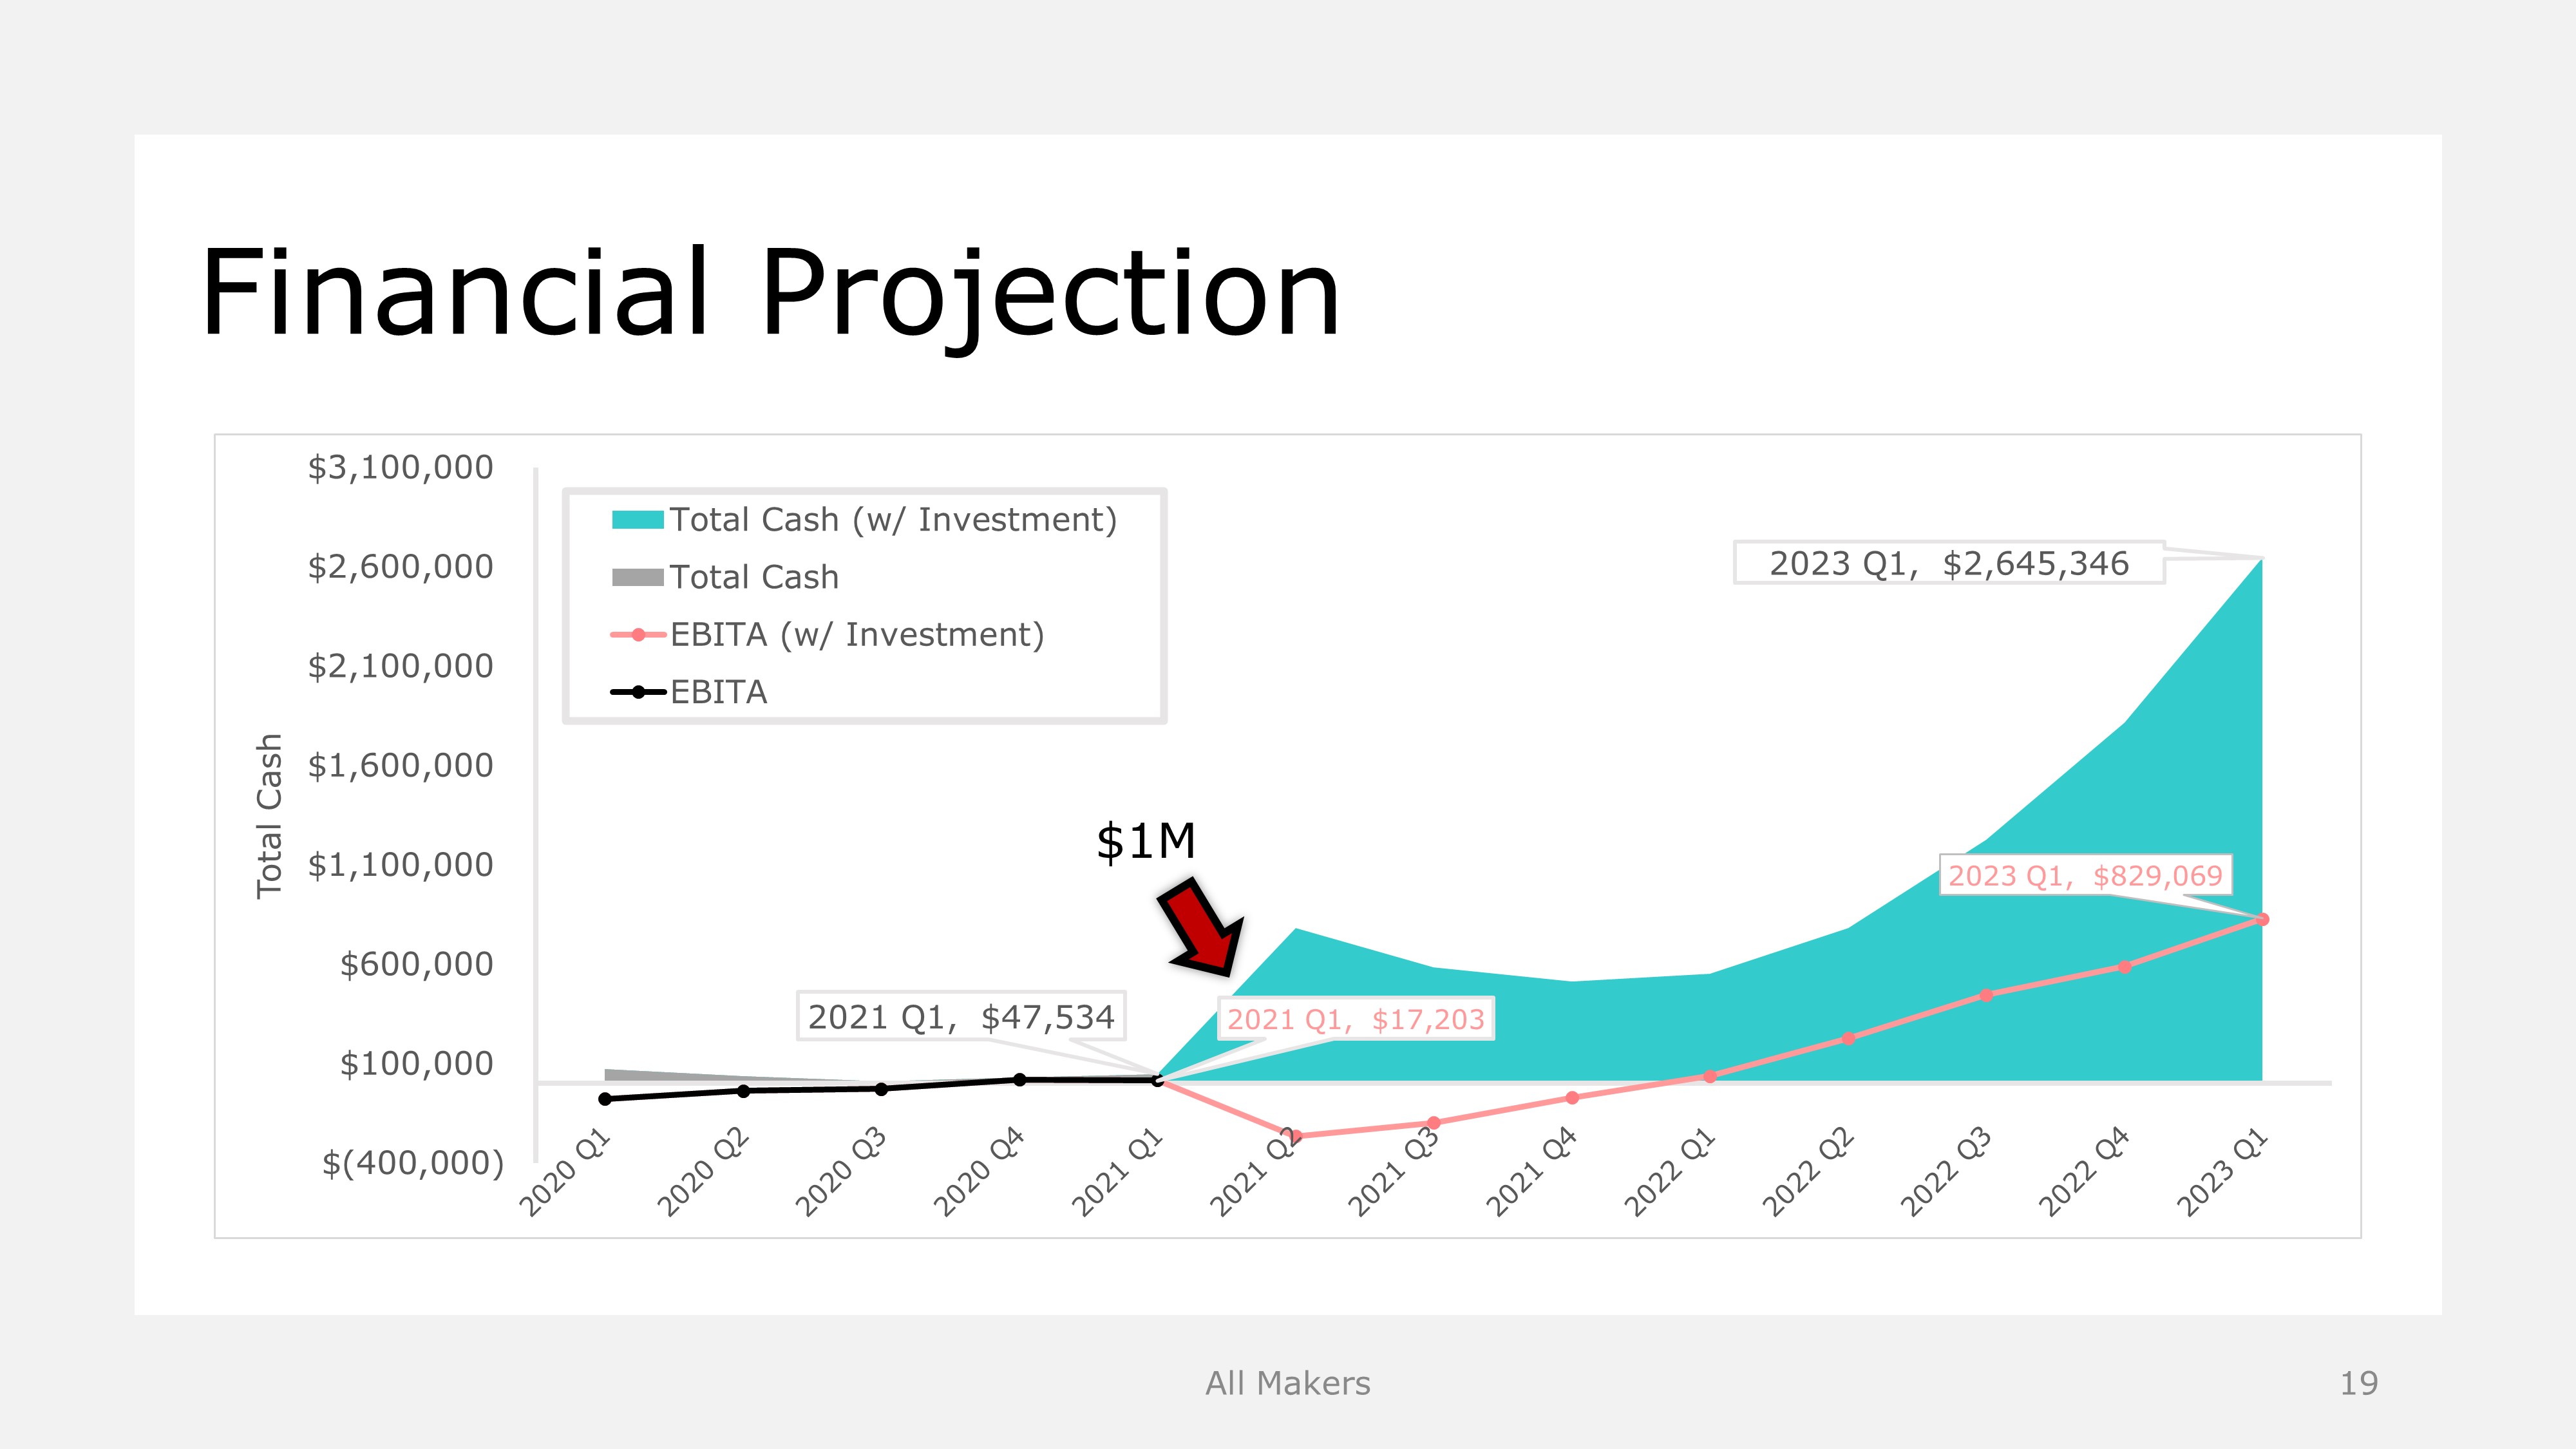 Financial Projection
$3,100,000
$2,600,000
$2,100,000
$1,600,000
$1,100,000
$600,000
$100,000
$(400,000)
Total Cash
Total Cash (w/ Investment)
Total Cash
EBITA (w/ Investment)
EBITA
2023 Q1, $2,645,346
$1M
2023 Q1, $829,069
2021 Q1, $47,534
2021 Q1, $17,203
2020 Q1
2020 Q2
2020 Q3
2020 Q4
2021 Q1
2021 Q2
2021 Q3
2021 Q4
2022 Q1
2022 Q2
2022 Q3
2022 Q4
2023 Q1
All Makers
19